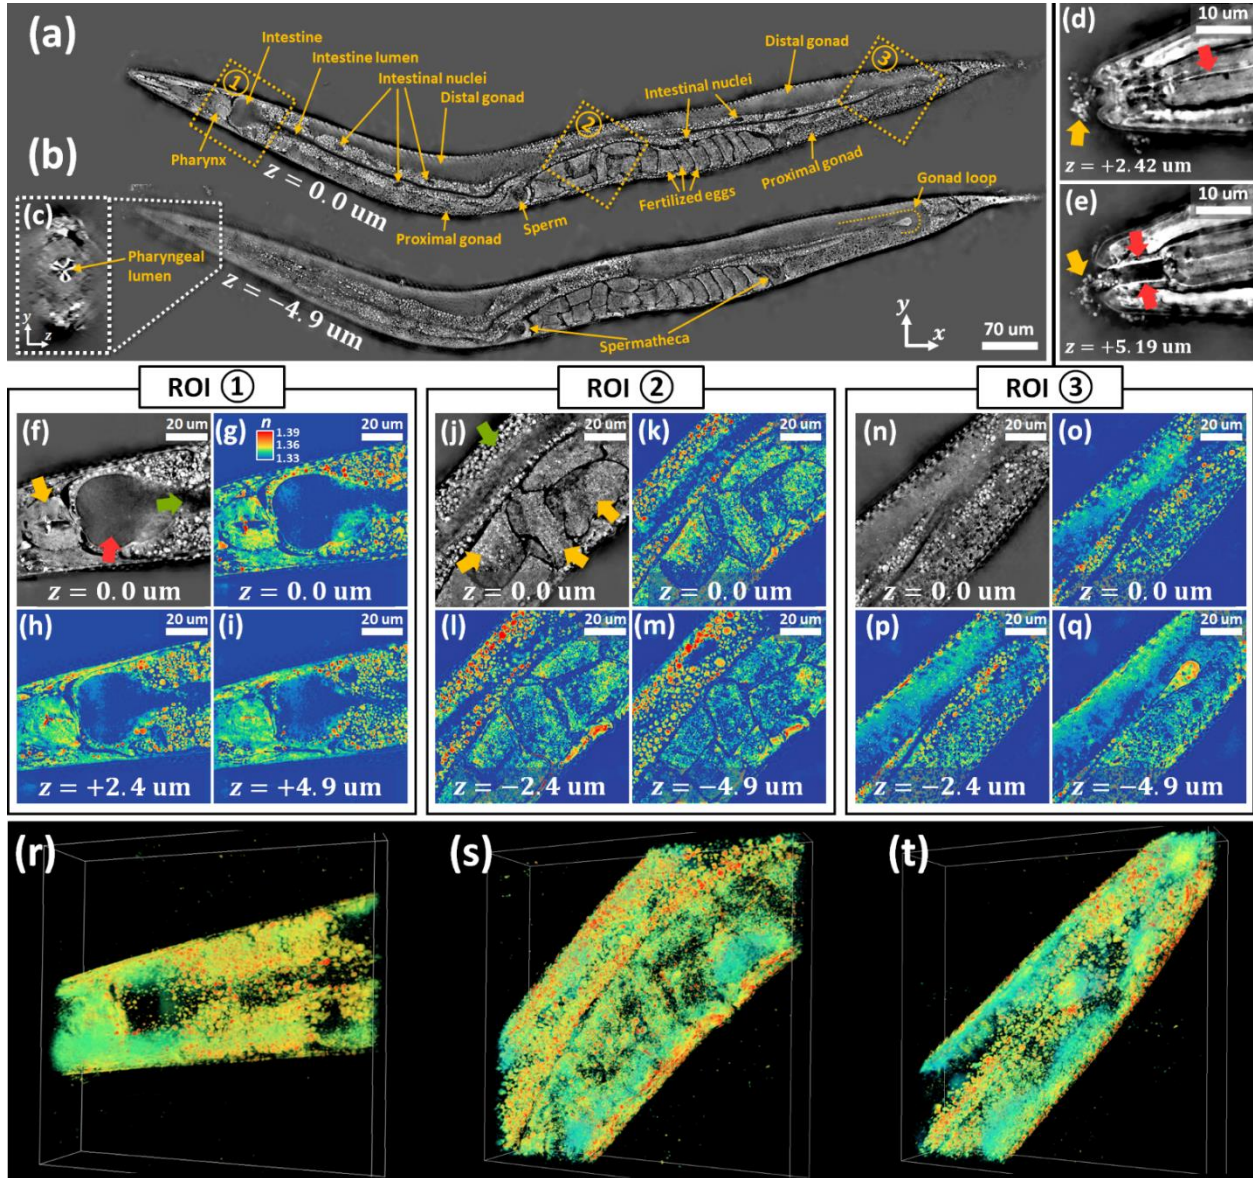 (a)
Intestine
Intestine lumen
Intestinal nuclei
Distal gonad
①
Pharynx
Distal gonad
Intestinal nuclei
②
③
z = 0.0 um
Proximal gonad
Sperm
Fertilized eggs
Proximal gonad
(b)
Gonad loop
(c)
Pharyngeal
lumen
y
z
z = −4.9 um
Spermatheca
y
x
70 um
(d)
10 um
z = +2.42 um
(e)
10 um
z = +5.19 um
ROI ①
(f)
20 um
z = 0.0 um
(g)
n
1.39
1.36
1.33
20 um
z = 0.0 um
(h)
20 um
z = +2.4 um
(i)
20 um
z = +4.9 um
ROI ②
(j)
20 um
z = 0.0 um
(k)
20 um
z = 0.0 um
(l)
20 um
z = −2.4 um
(m)
20 um
z = −4.9 um
ROI ③
(n)
20 um
z = 0.0 um
(o)
20 um
z = 0.0 um
(p)
20 um
z = −2.4 um
(q)
20 um
z = −4.9 um
(r)
(s)
(t)